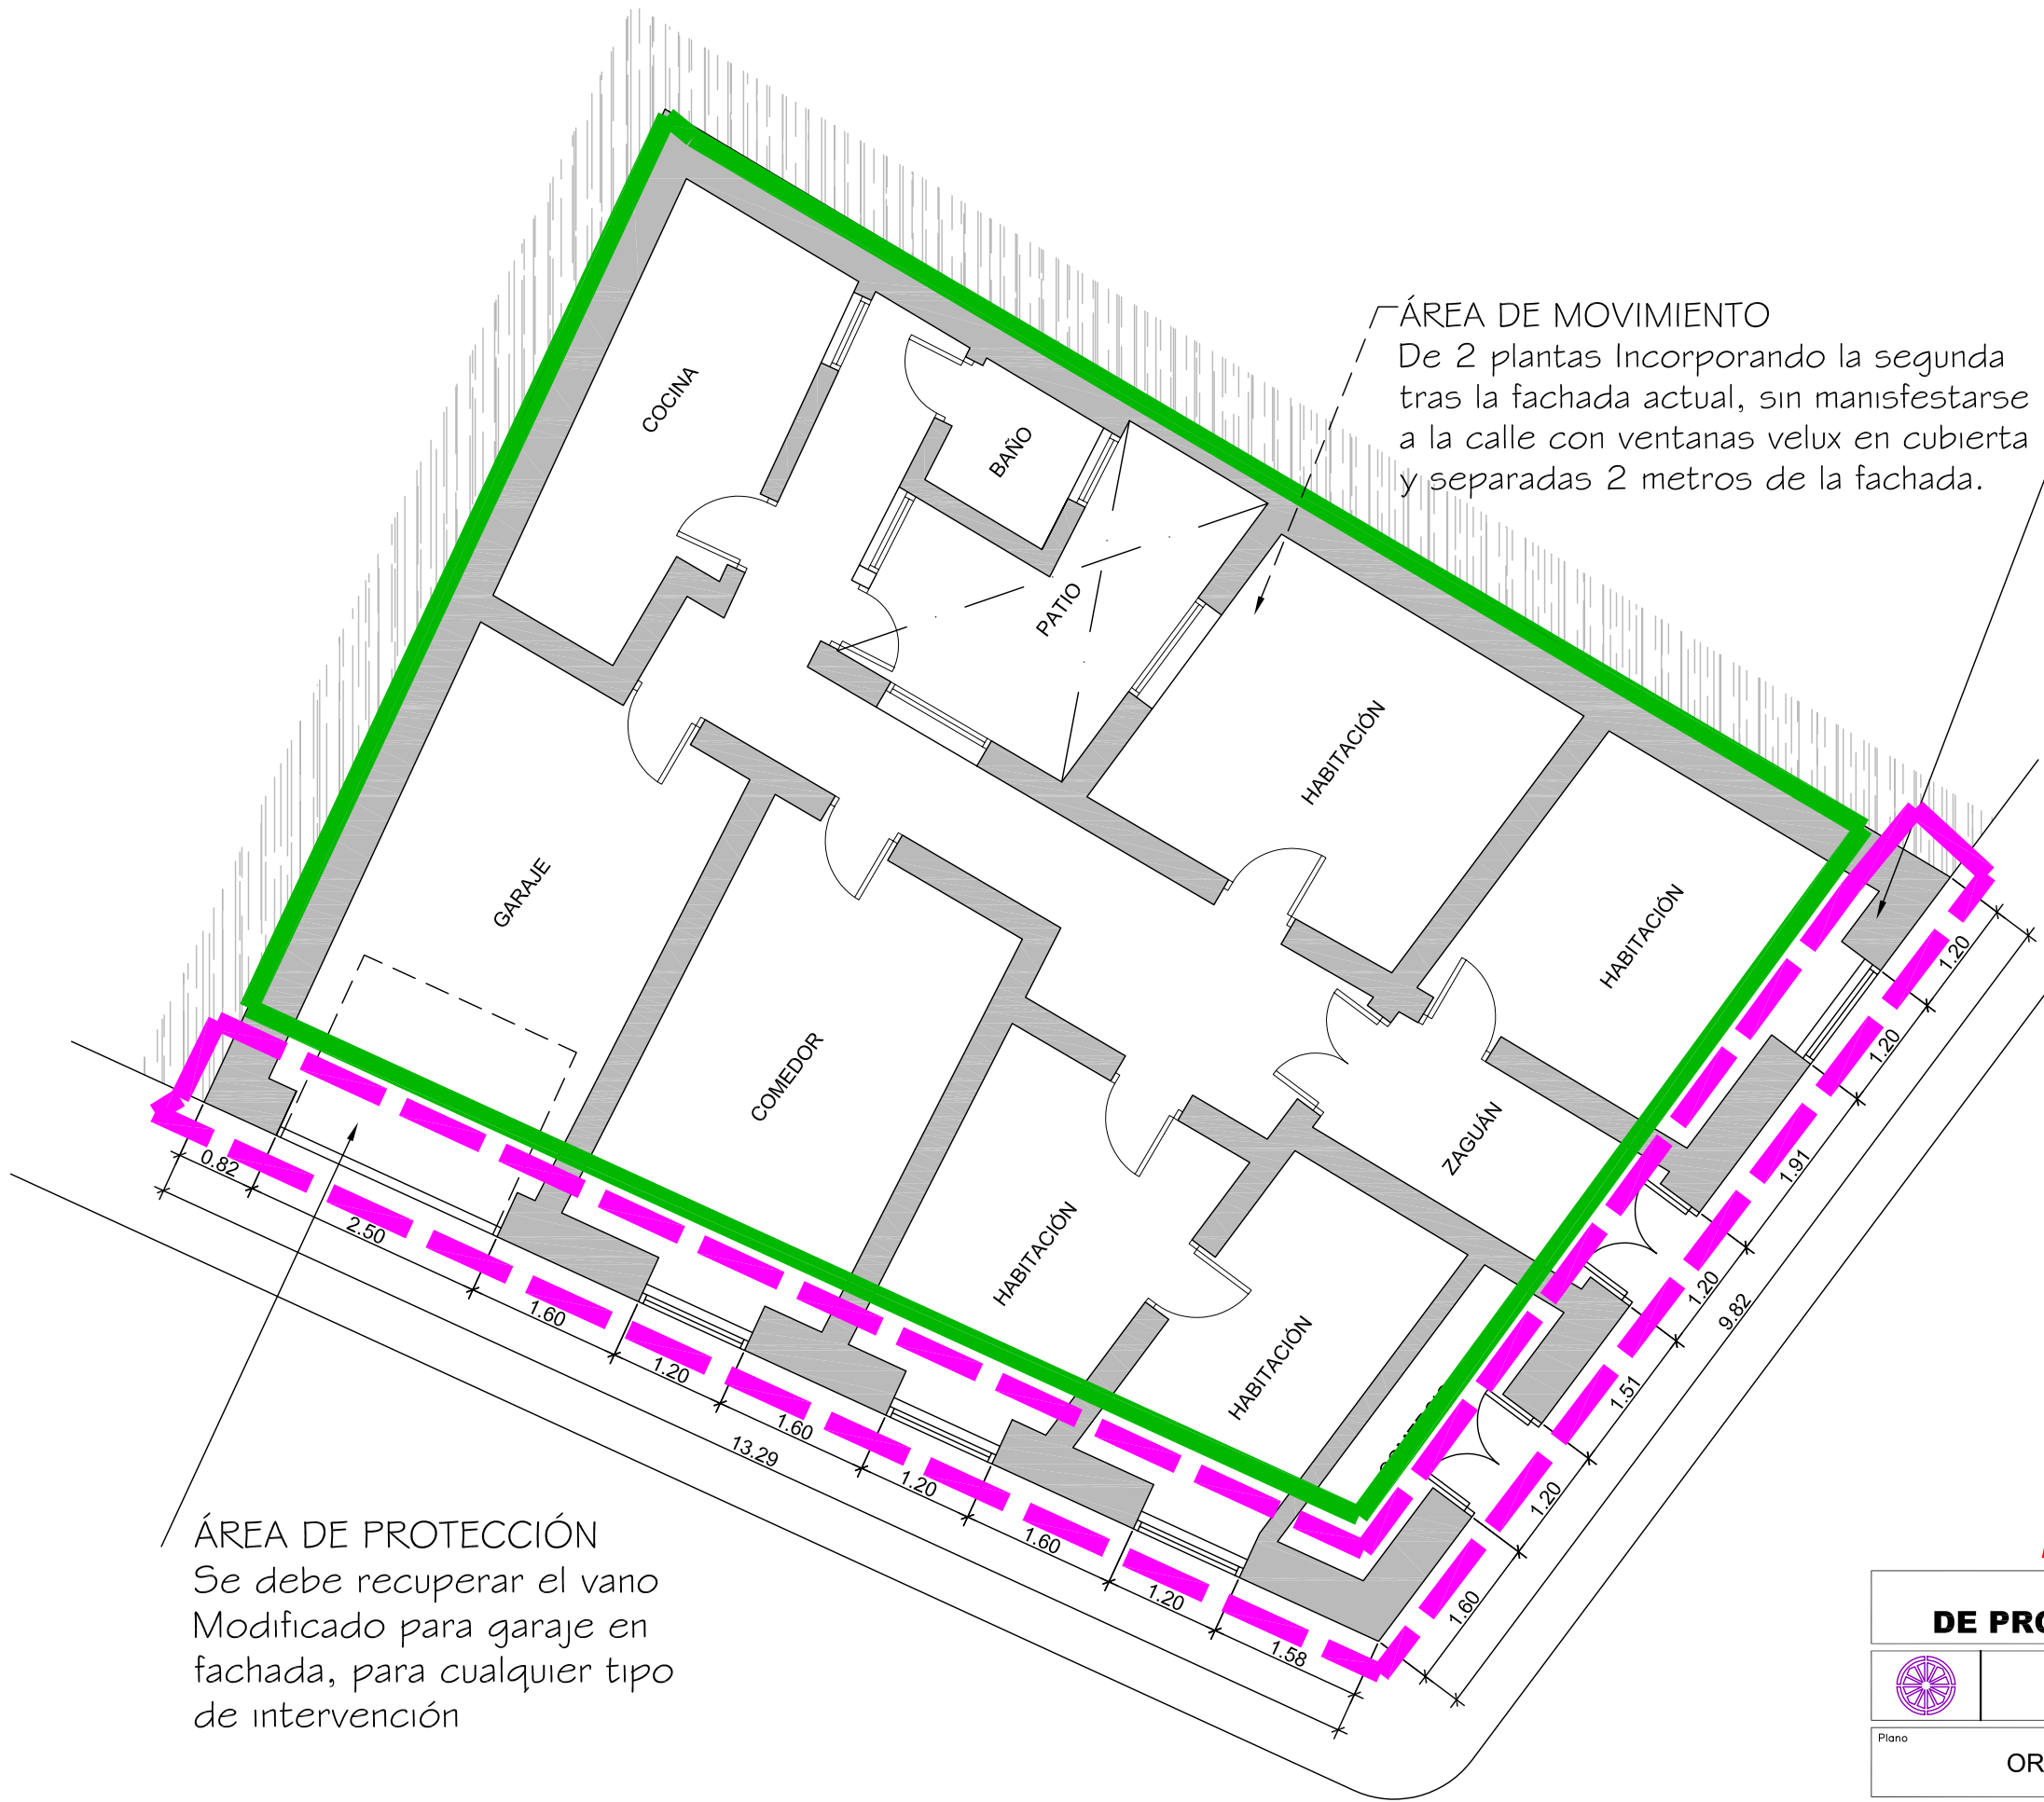 ÁREA DE MOVIMIENTO
De 2 plantas Incorporando la segunda
tras la fachada actual, sin manisfestarse
a la calle con ventanas velux en cubierta
y separadas 2 metros de la fachada.
COCINA
BAÑO
PATIO
HABITACIÓN
HABITACIÓN
GARAJE
COMEDOR
HABITACIÓN
ZAGUÁN
HABITACIÓN
1.20
1.20
1.91
1.20
9.82
1.51
1.20
1.60
0.82
2.50
1.60
1.20
1.60
13.29
1.20
1.60
1.20
1.58
ÁREA DE PROTECCIÓN
Se debe recuperar el vano
Modificado para garaje en
fachada, para cualquier tipo
de intervención
DE PRO
Plano
OR